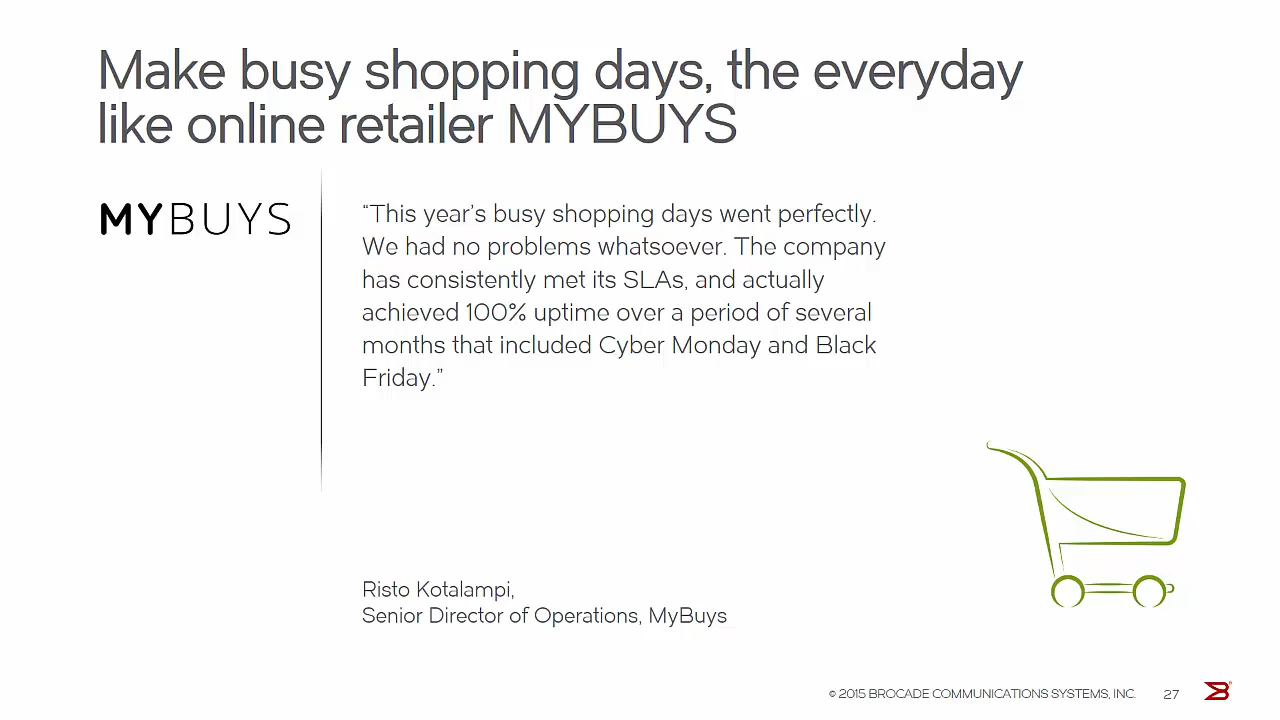 Make busy shopping days, the everyday
like online retailer MYBUYS
MYBUYS
“This year’s busy shopping days went perfectly.
We had no problems whatsoever. The company
has consistently met its SLAs, and actually
achieved 100% uptime over a period of several
months that included Cyber Monday and Black
Friday.”
Risto Kotalampi,
Senior Director of Operations, MyBuys
© 2015 BROCADE COMMUNICATIONS SYSTEMS, INC. 27